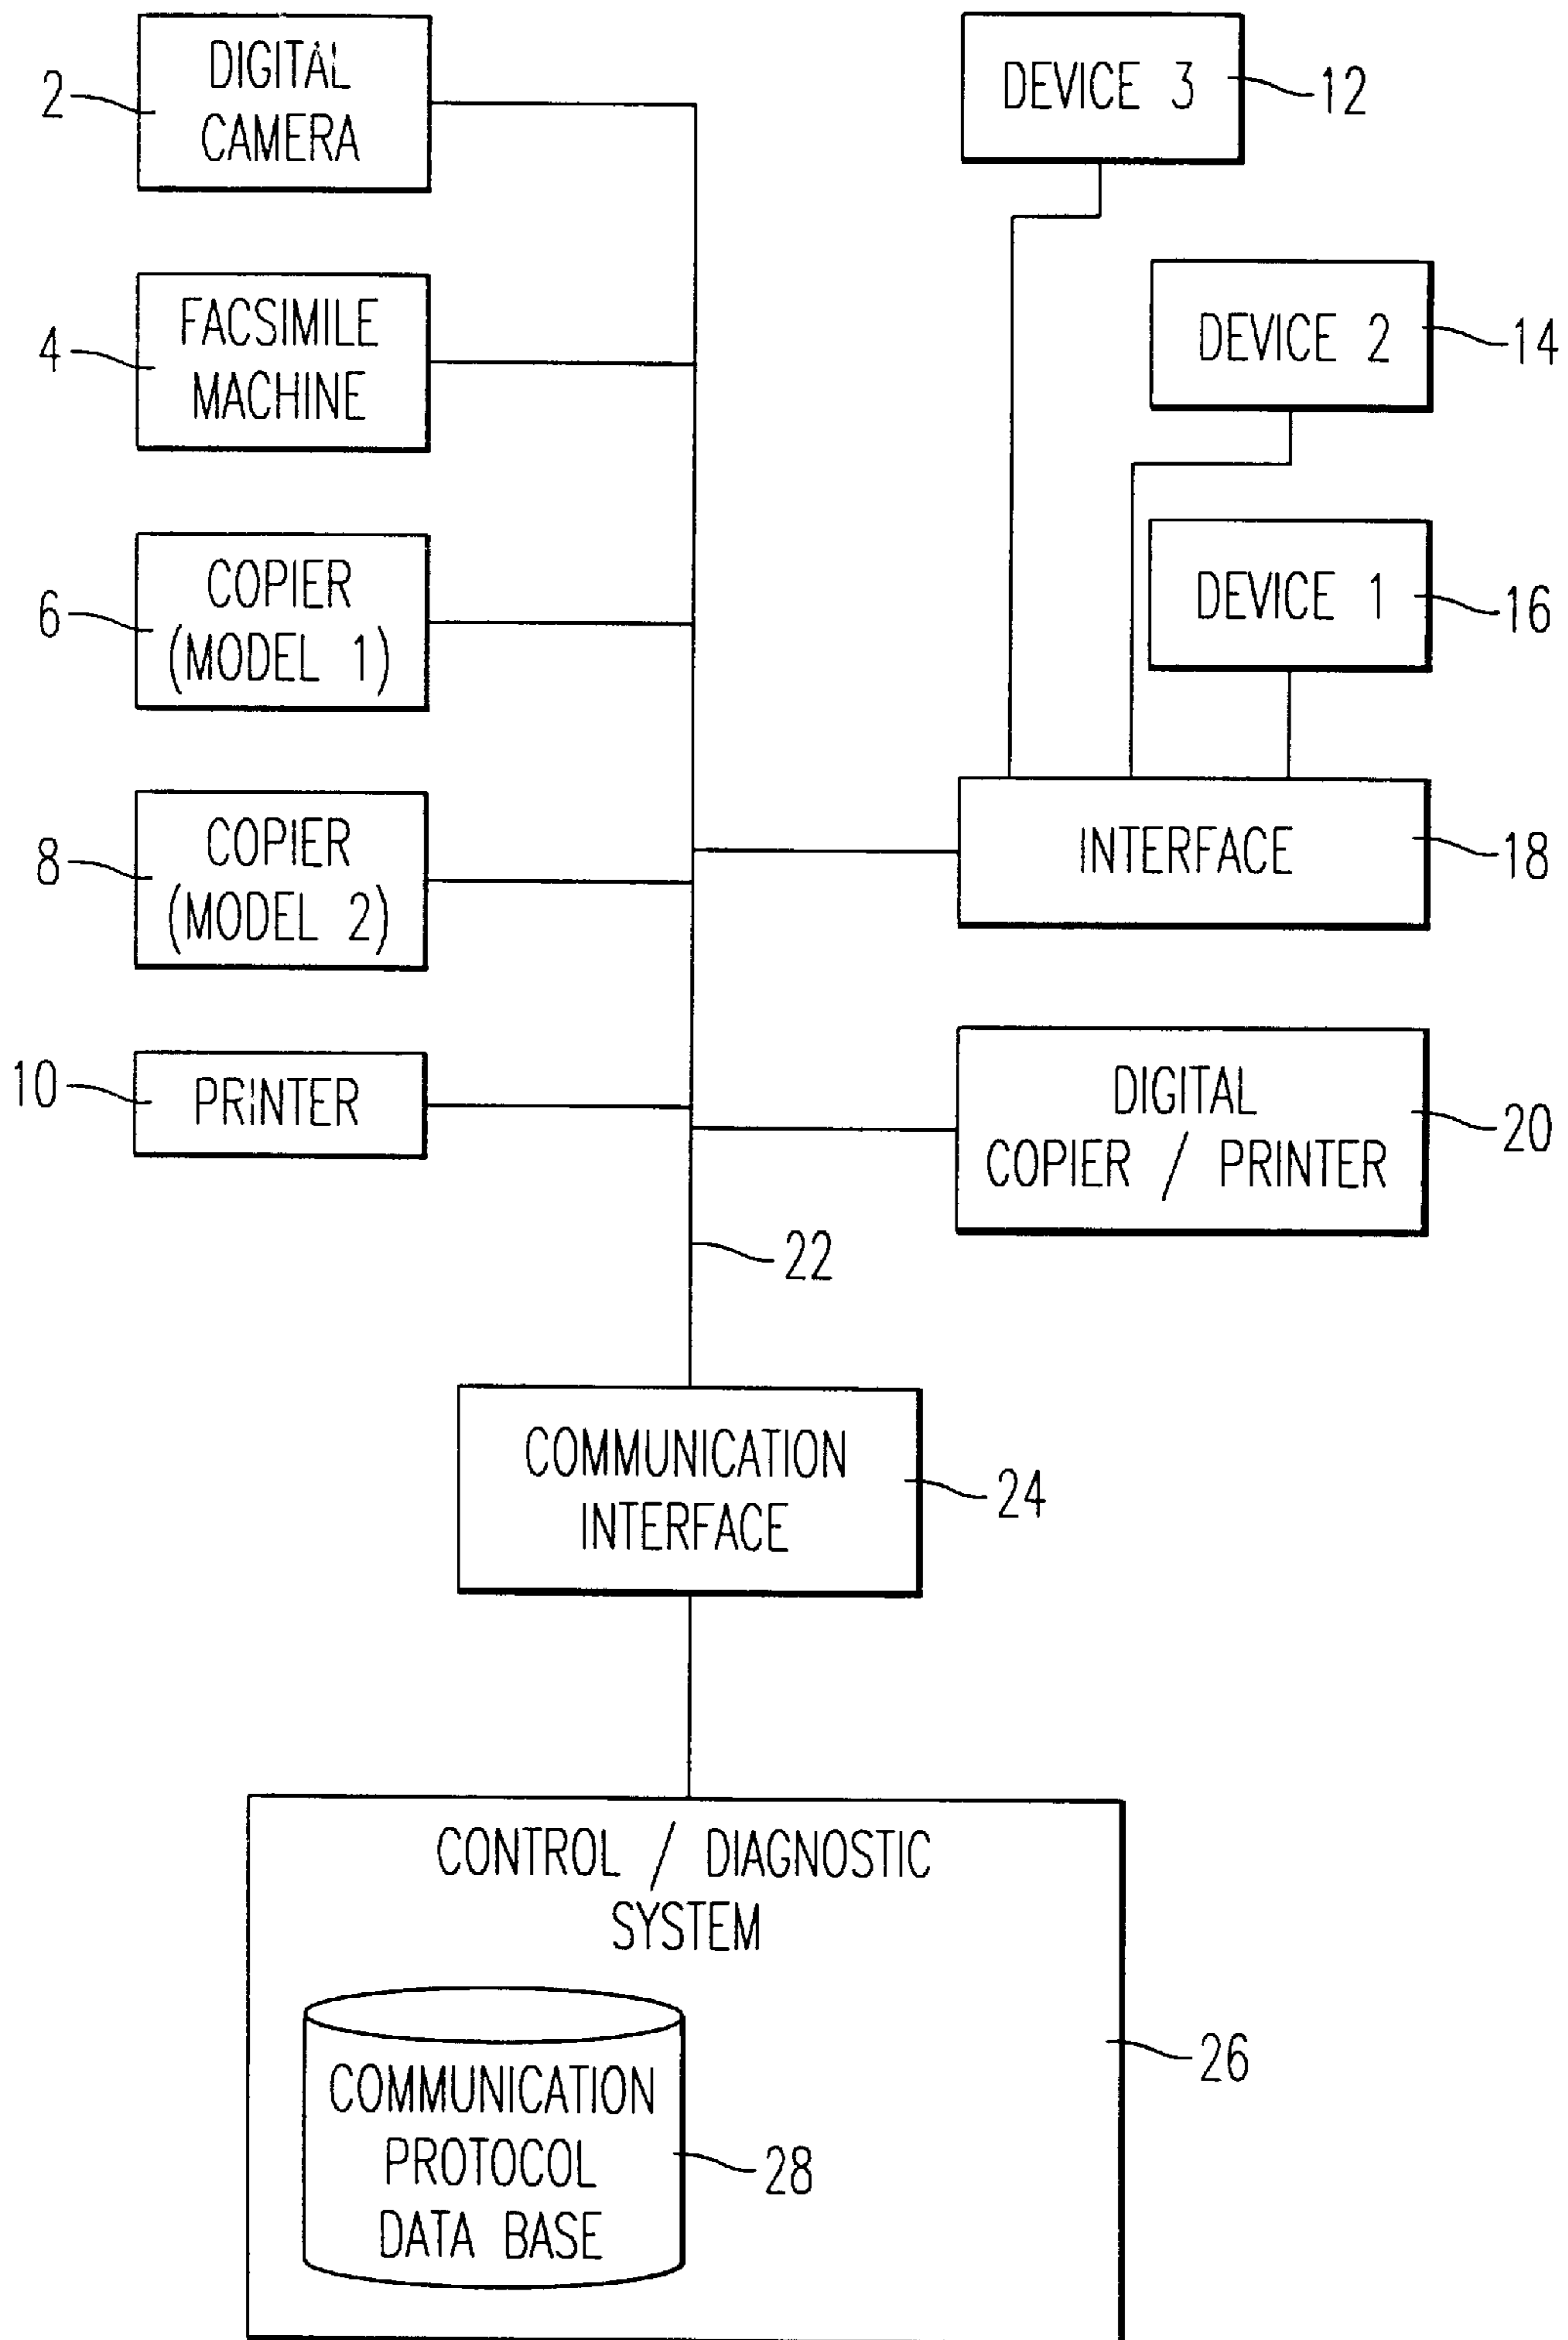 2
DIGITAL
CAMERA
DEVICE 3
12
4
FACSIMILE
MACHINE
DEVICE 2
14
6
COPIER
(MODEL 1)
DEVICE 1
16
8
COPIER
(MODEL 2)
INTERFACE
18
10
PRINTER
DIGITAL
COPIER / PRINTER
20
22
COMMUNICATION
INTERFACE
24
CONTROL / DIAGNOSTIC
SYSTEM
26
COMMUNICATION
PROTOCOL
DATA BASE
28